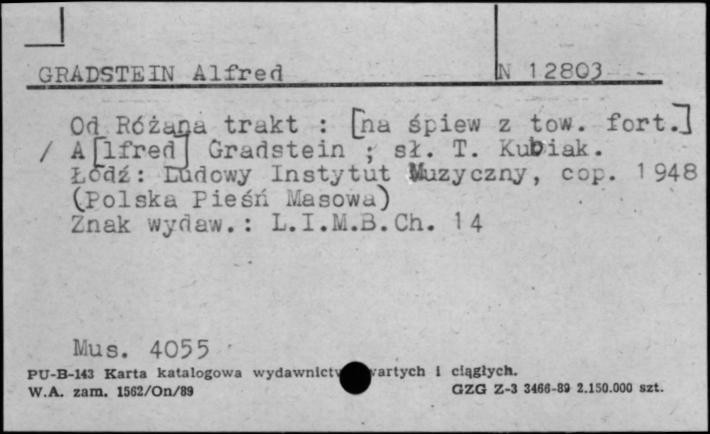 GRADSTEIN Alfred N 12803
Od Różana trakt : [na śpiew z tow. fort.]
/ A[lfred] Gradstein ; sł. T. Kubiak.
Łódź: Ludowy Instytut Muzyczny, cop. 1948
(Polska Pieśń Masowa)
Znak wydaw.: L.I.M.B.Ch. 14
Mus. 4055
PU-B-143 Karta katalogowa wydawnictw zwartych i ciągłych.
W.A. zam. 1562/On/89 GZG Z-3 3466-89 2.150.000 szt.